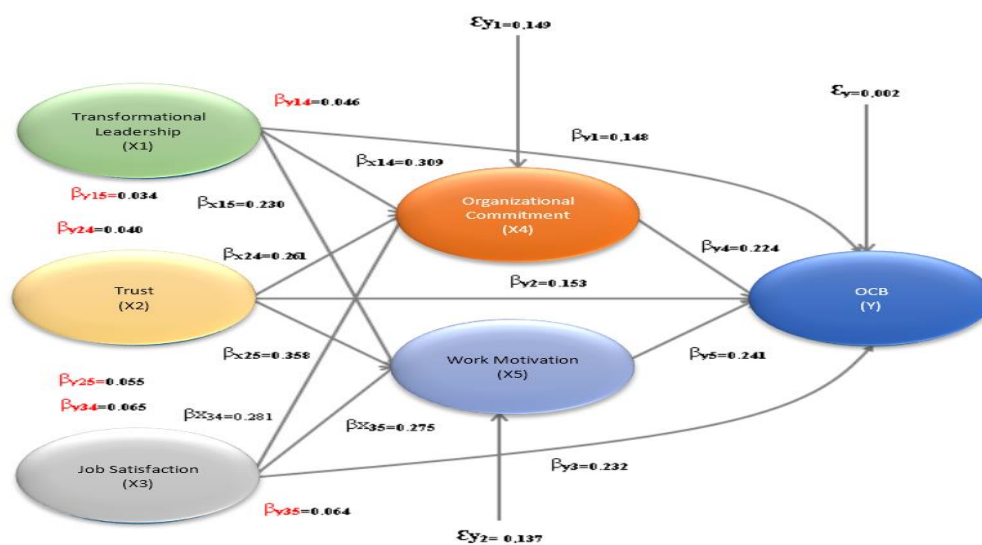 εy1=0,149
εy=0,002
βy14=0.046
βy1=0,148
Transformational
Leadership
(X1)
βx14=0.309
βy15=0.034
βx15=0.230
Organizational
Commitment
(X4)
βy24=0.040
βx24=0.261
βy4=0.224
βy2=0.153
Trust
(X2)
OCB
(Y)
βx25=0.358
Work Motivation
(X5)
βy5=0.241
βy25=0.055
βy34=0.065
βx34=0.281
βx35=0.275
Job Satisfaction
(X3)
βy3=0.232
βy35=0.064
εy2= 0,137